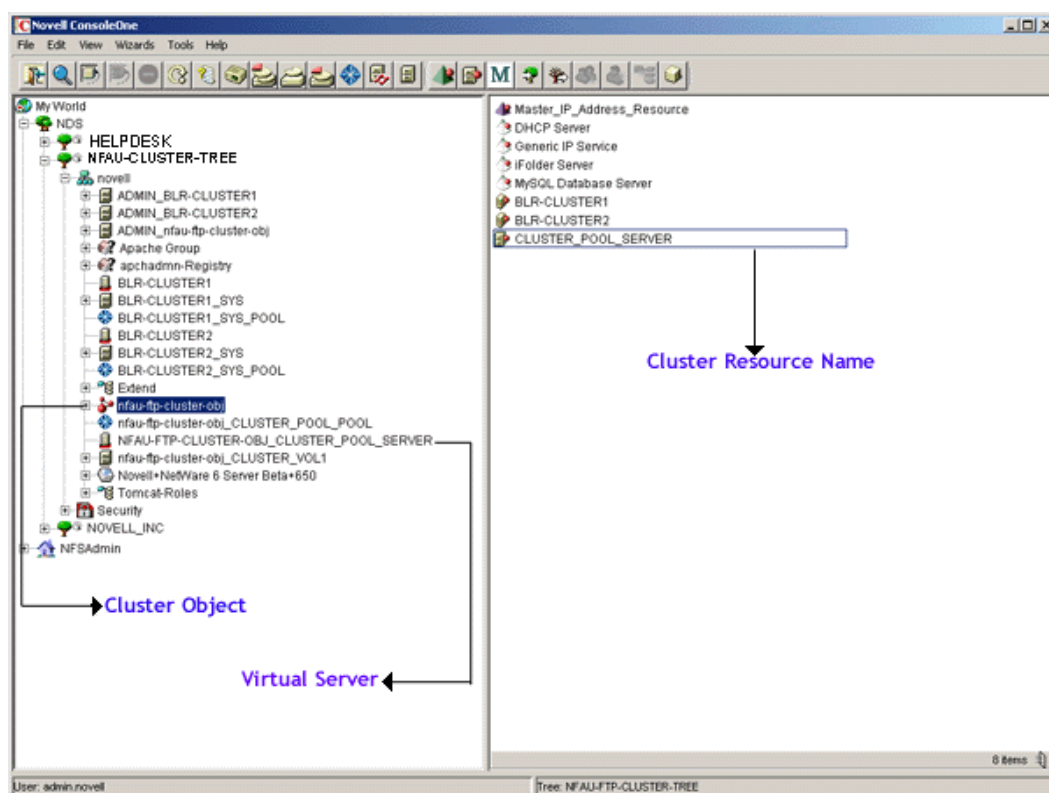 Novell ConsoleOne
File Edit View Wizards Tools Help
My World
NDS
HELPDESK
NFAU-CLUSTER-TREE
novell
ADMIN_BLR-CLUSTER1
ADMIN_BLR-CLUSTER2
ADMIN_nfau-ftp-cluster-obj
Apache Group
apchadmn-Registry
BLR-CLUSTER1
BLR-CLUSTER1_SYS
BLR-CLUSTER1_SYS_POOL
BLR-CLUSTER2
BLR-CLUSTER2_SYS
BLR-CLUSTER2_SYS_POOL
Extend
nfau-ftp-cluster-obj
nfau-ftp-cluster-obj_CLUSTER_POOL_POOL
NFAU-FTP-CLUSTER-OBJ_CLUSTER_POOL_SERVER
nfau-ftp-cluster-obj_CLUSTER_VOL1
Novell+NetWare 6 Server Beta+650
Tomcat-Roles
Security
NOVELL_INC
NFSAdmin
Cluster Object
Virtual Server
Master_IP_Address_Resource
DHCP Server
Generic IP Service
iFolder Server
MySQL Database Server
BLR-CLUSTER1
BLR-CLUSTER2
CLUSTER_POOL_SERVER
Cluster Resource Name
8 items
User: admin.novell
Tree: NFAU-FTP-CLUSTER-TREE